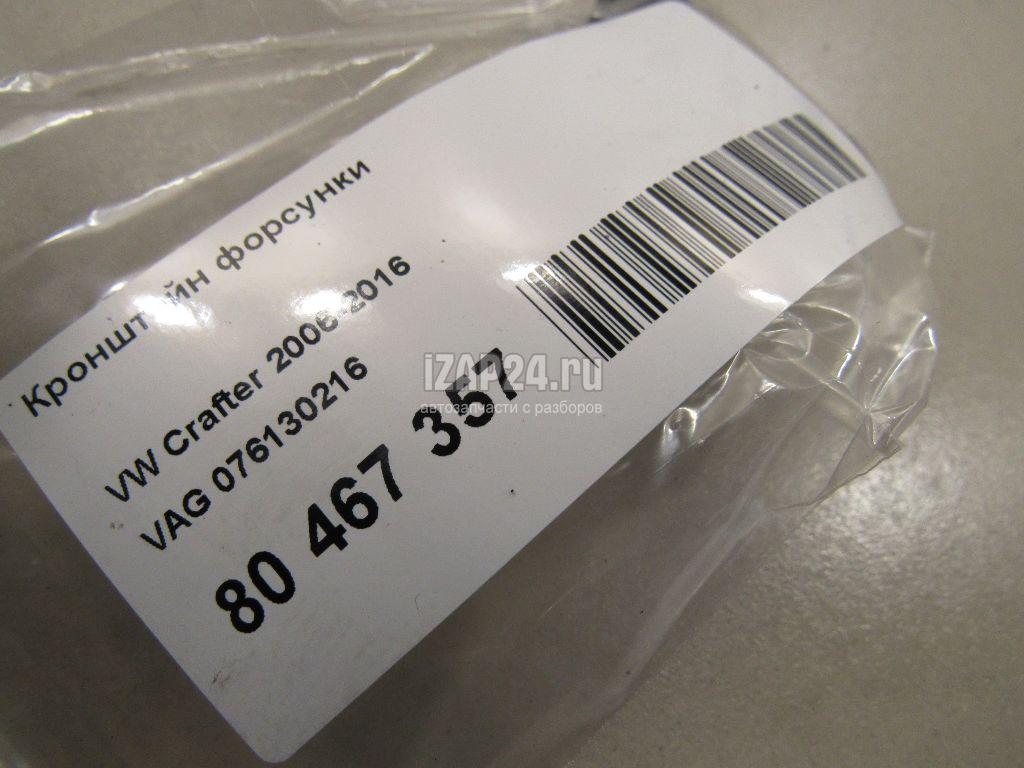 Кронштейн форсунки
VW Crafter 2006-2016
VAG 076130216
80 467 357
iZAP24.ru
автозапчасти с разборов